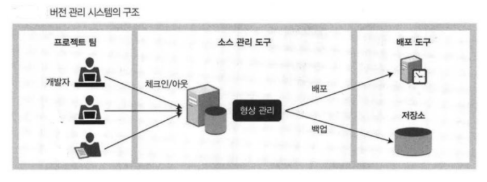 버전 관리 시스템의 구조
프로젝트 팀
소스 관리 도구
배포 도구
개발자
체크인/아웃
형상 관리
배포
백업
저장소